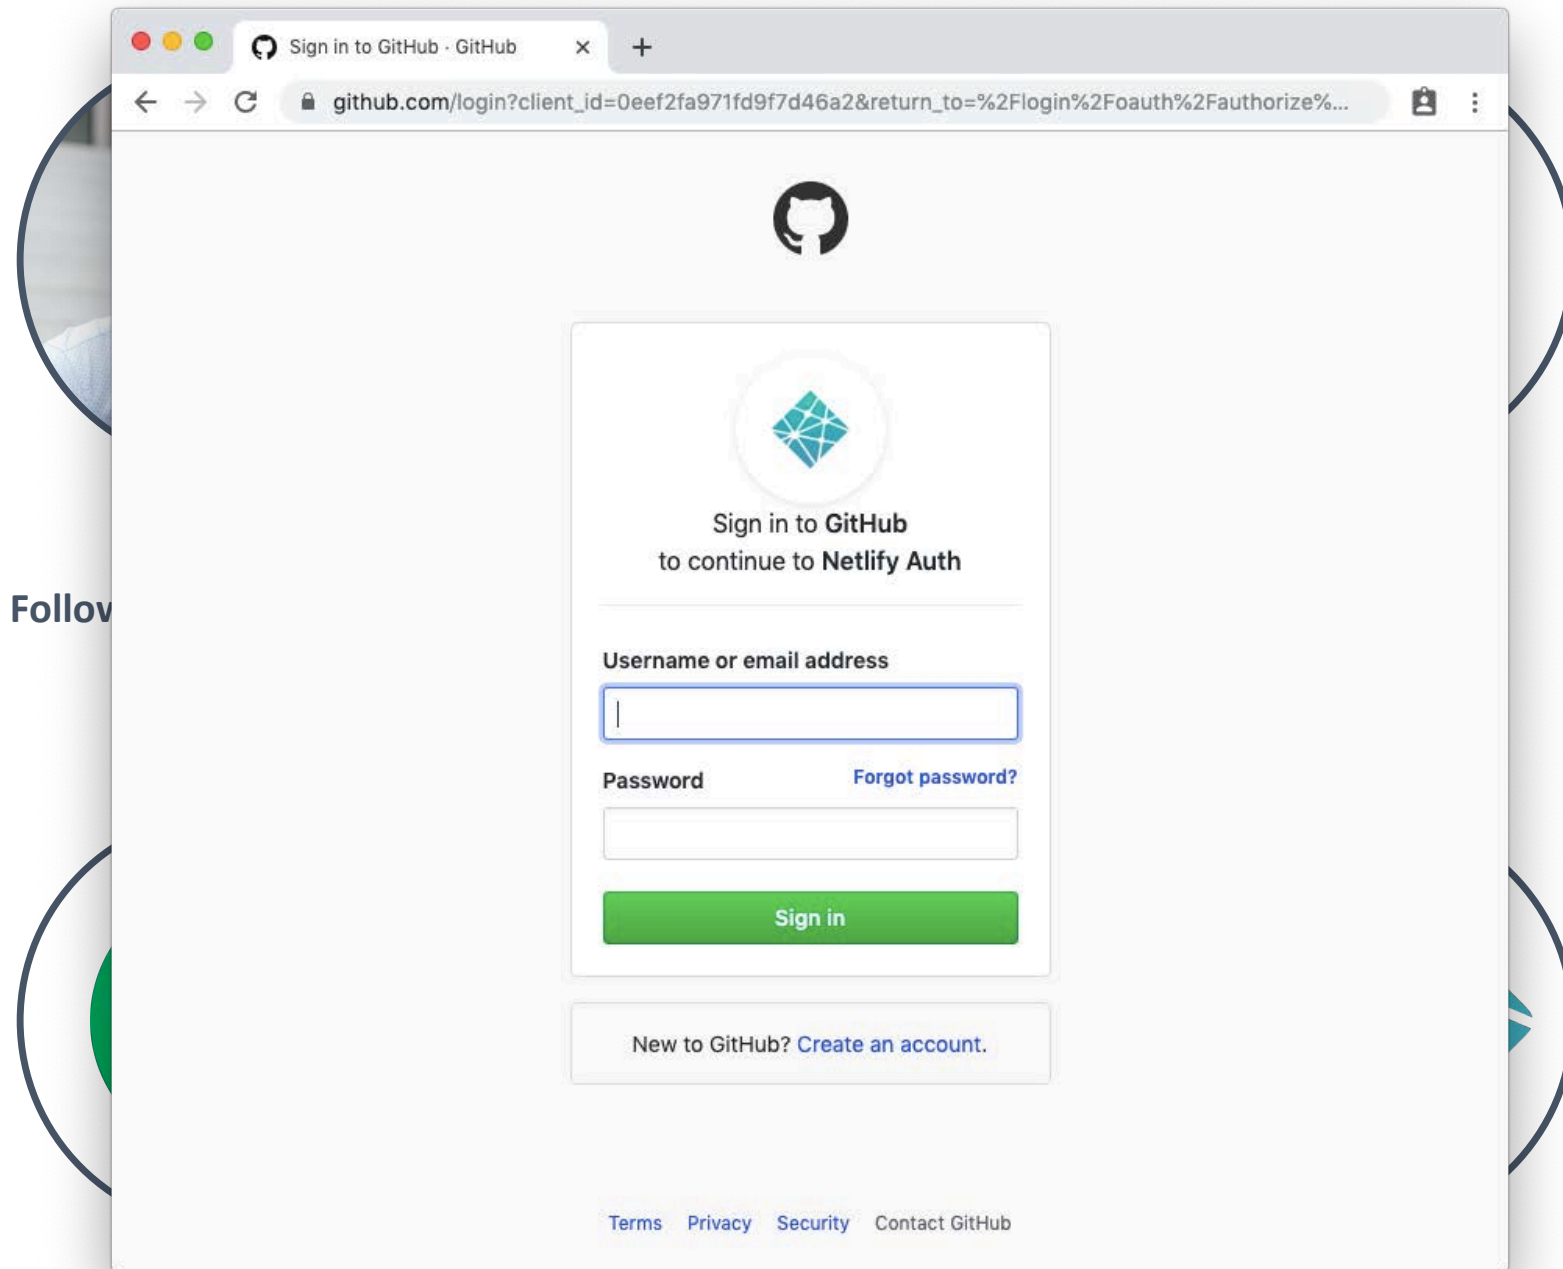 Sign in to GitHub · GitHub
github.com/login?client_id=0eef2fa971fd9f7d46a2&return_to=%2Flogin%2Foauth%2Fauthorize%...
Sign in to GitHub
to continue to Netlify Auth
Follow
Username or email address
Password
Forgot password?
Sign in
New to GitHub? Create an account.
Terms Privacy Security Contact GitHub